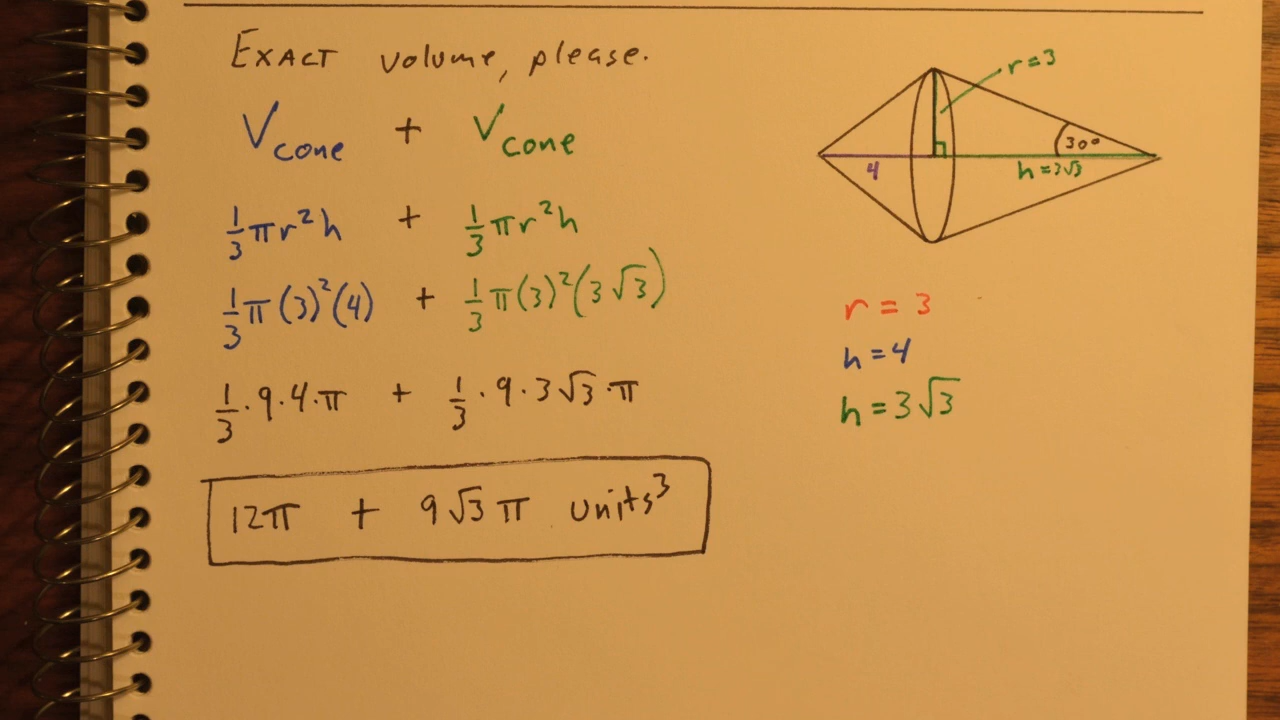 EXACT volume, please.
V cone + V cone
1/3 πr²h + 1/3 πr²h
1/3 π(3)²(4) + 1/3 π(3)²(3√3)
1/3 · 9 · 4 · π + 1/3 · 9 · 3√3 · π
12π + 9√3 π units³
r = 3
30°
4
h = 3√3
r = 3
h = 4
h = 3√3